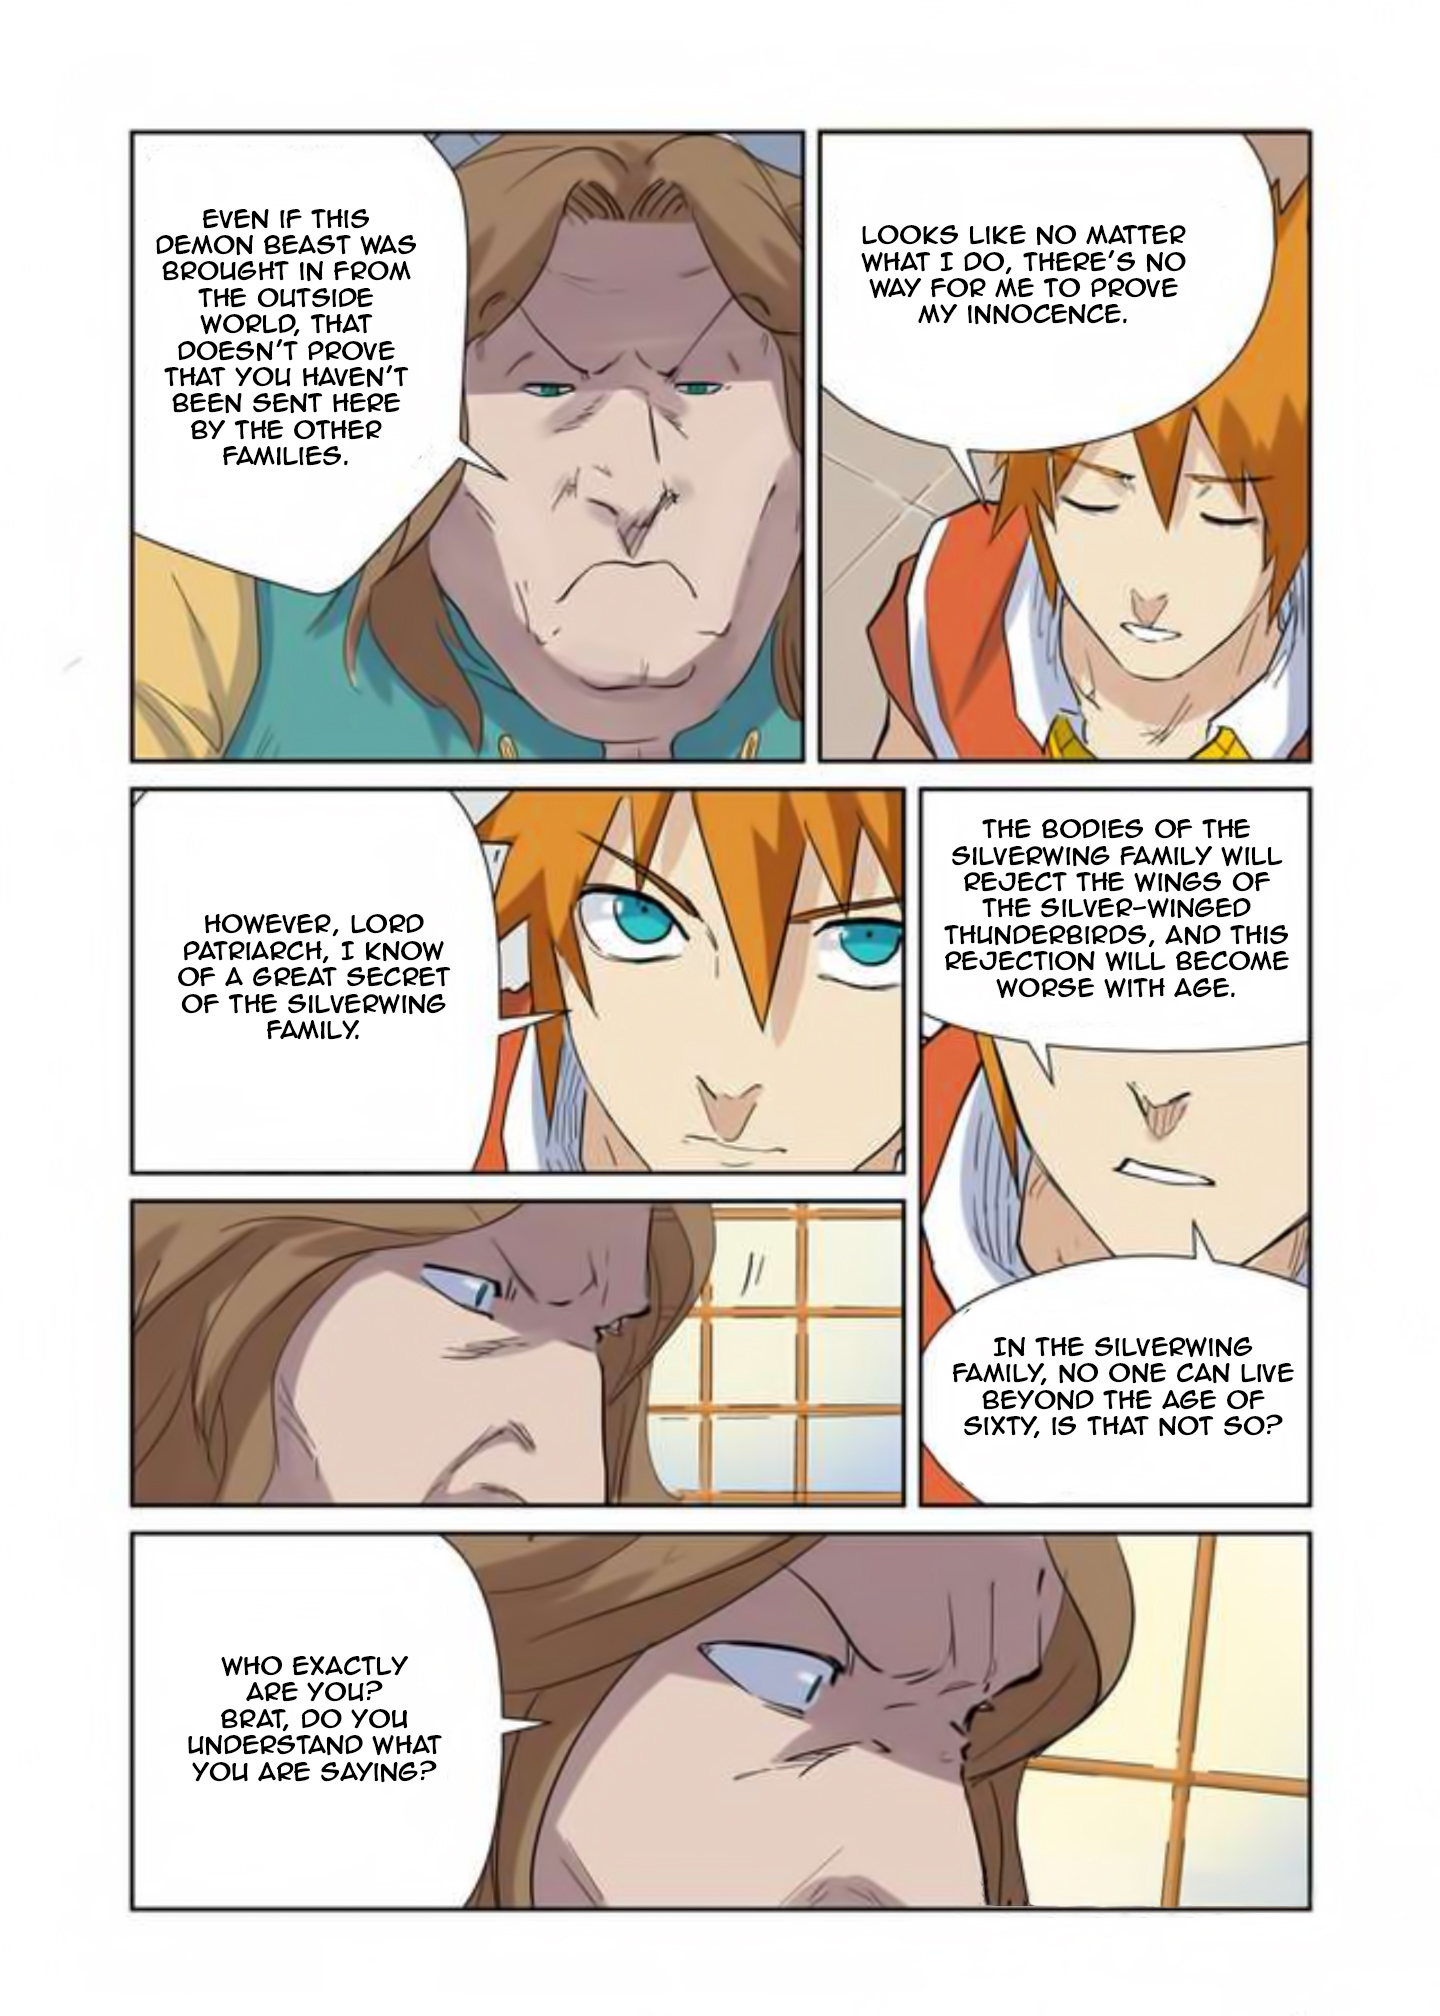 EVEN IF THIS
DEMON BEAST WAS
BROUGHT IN FROM
THE OUTSIDE
WORLD, THAT
DOESN'T PROVE
THAT YOU HAVEN'T
BEEN SENT HERE
BY THE OTHER
FAMILIES.
LOOKS LIKE NO MATTER
WHAT I DO, THERE'S NO
WAY FOR ME TO PROVE
MY INNOCENCE.
HOWEVER, LORD
PATRIARCH, I KNOW
OF A GREAT SECRET
OF THE SILVERWING
FAMILY.
THE BODIES OF THE
SILVERWING FAMILY WILL
REJECT THE WINGS OF
THE SILVER-WINGED
THUNDERBIRDS, AND THIS
REJECTION WILL BECOME
WORSE WITH AGE.
IN THE SILVERWING
FAMILY, NO ONE CAN LIVE
BEYOND THE AGE OF
SIXTY, IS THAT NOT SO?
WHO EXACTLY
ARE YOU?
BRAT, DO YOU
UNDERSTAND WHAT
YOU ARE SAYING?